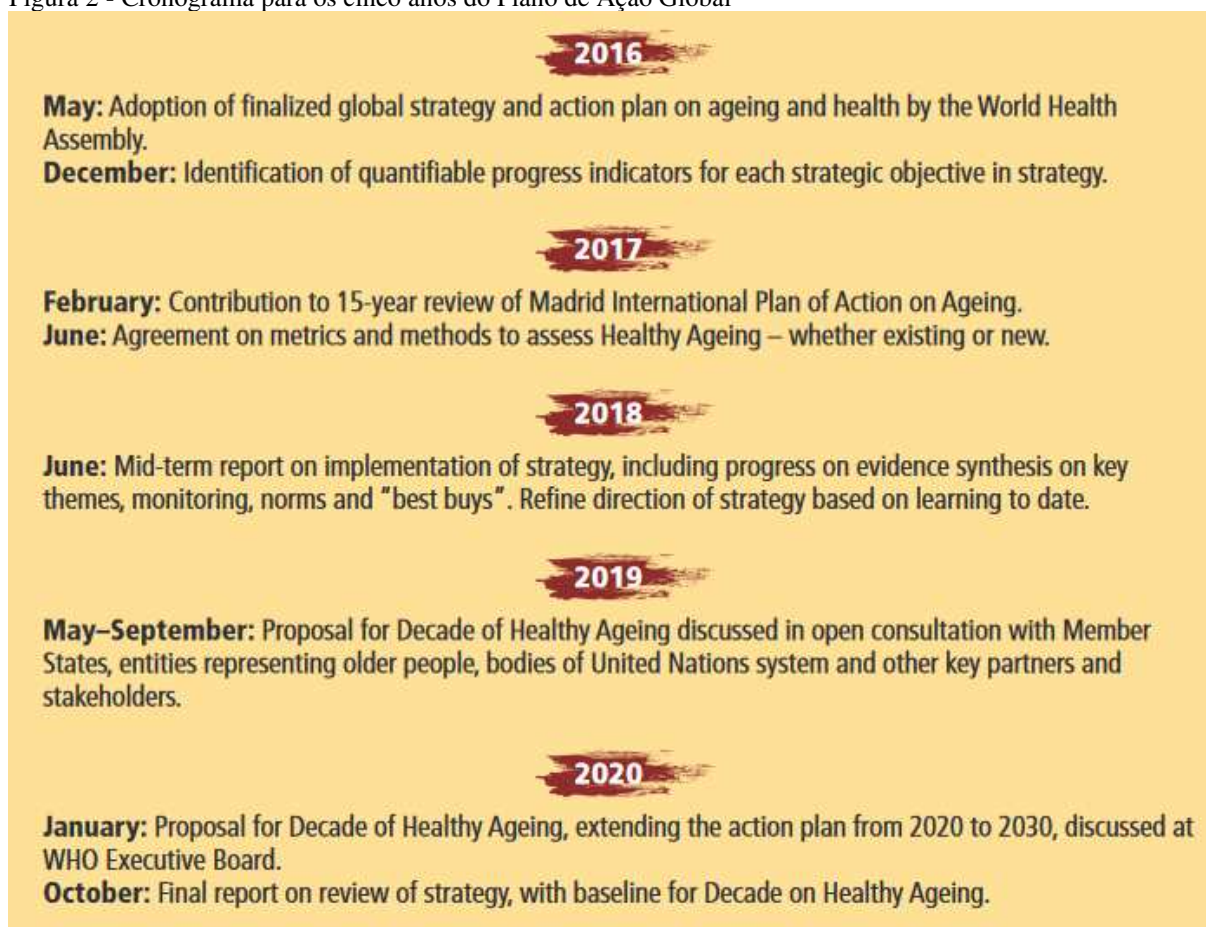 Figura 2 - Cronograma para os cinco anos do Plano de Ação Global
2016
May: Adoption of finalized global strategy and action plan on ageing and health by the World Health
Assembly.
December: Identification of quantifiable progress indicators for each strategic objective in strategy.
2017
February: Contribution to 15-year review of Madrid International Plan of Action on Ageing.
June: Agreement on metrics and methods to assess Healthy Ageing – whether existing or new.
2018
June: Mid-term report on implementation of strategy, including progress on evidence synthesis on key
themes, monitoring, norms and "best buys". Refine direction of strategy based on learning to date.
2019
May–September: Proposal for Decade of Healthy Ageing discussed in open consultation with Member
States, entities representing older people, bodies of United Nations system and other key partners and
stakeholders.
2020
January: Proposal for Decade of Healthy Ageing, extending the action plan from 2020 to 2030, discussed at
WHO Executive Board.
October: Final report on review of strategy, with baseline for Decade on Healthy Ageing.